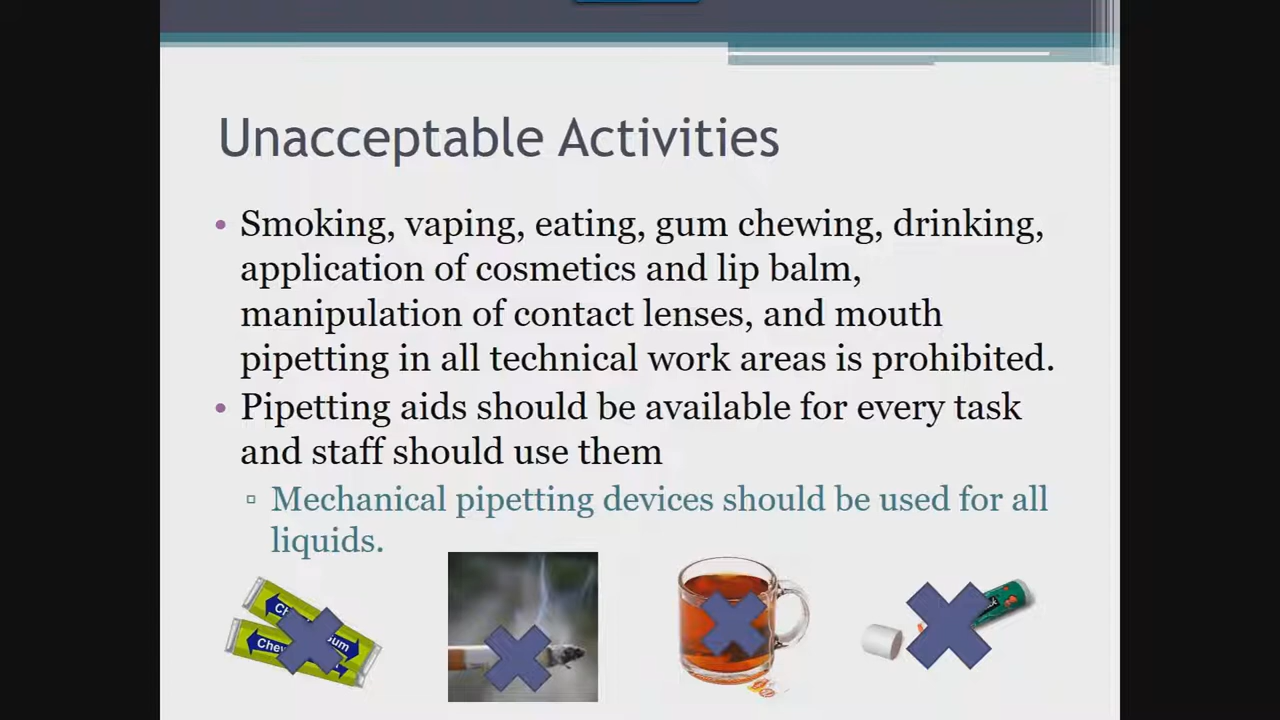 Unacceptable Activities
• Smoking, vaping, eating, gum chewing, drinking,
application of cosmetics and lip balm,
manipulation of contact lenses, and mouth
pipetting in all technical work areas is prohibited.
• Pipetting aids should be available for every task
and staff should use them
▫ Mechanical pipetting devices should be used for all
liquids.